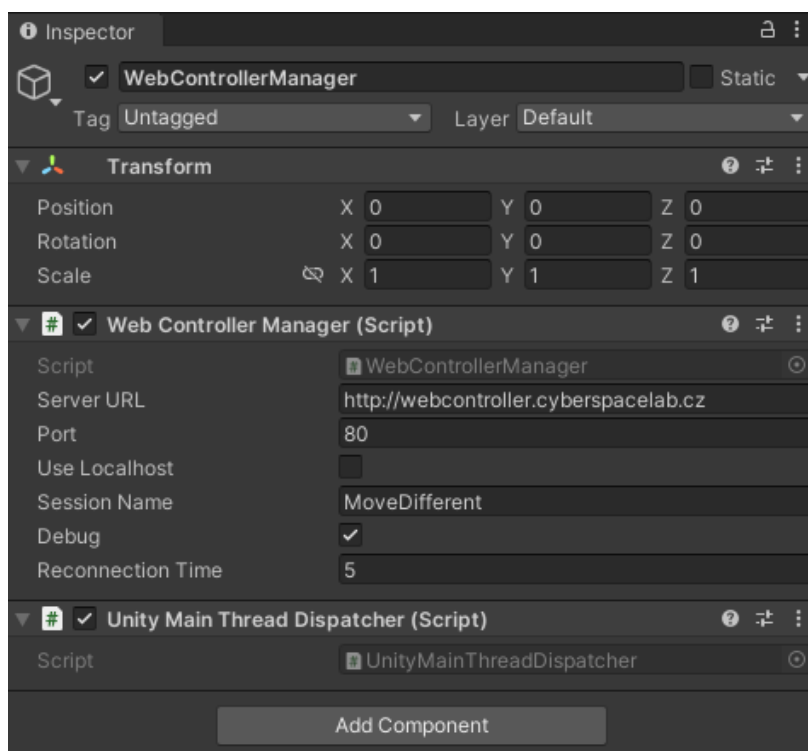 Inspector
WebControllerManager Static
Tag Untagged Layer Default
Transform
Position X 0 Y 0 Z 0
Rotation X 0 Y 0 Z 0
Scale X 1 Y 1 Z 1
# Web Controller Manager (Script)
Script # WebControllerManager
Server URL http://webcontroller.cyberspacelab.cz
Port 80
Use Localhost
Session Name MoveDifferent
Debug
Reconnection Time 5
# Unity Main Thread Dispatcher (Script)
Script # UnityMainThreadDispatcher
Add Component